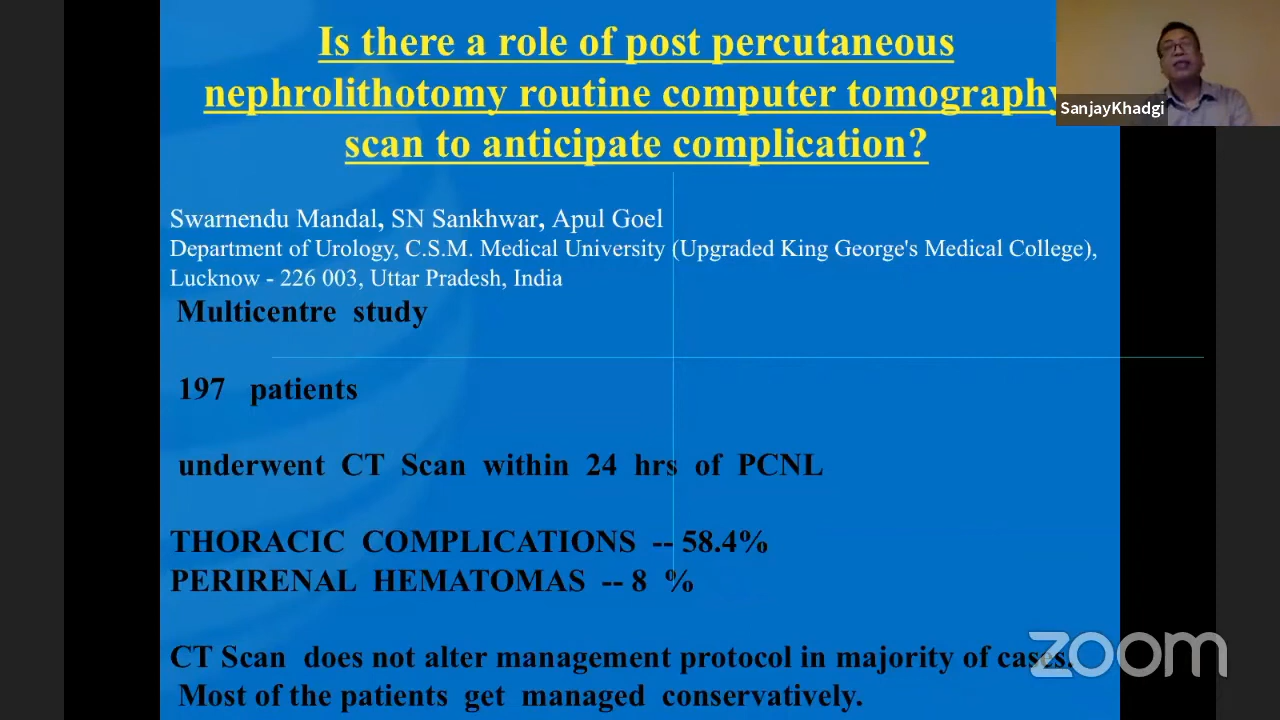 Is there a role of post percutaneous
nephrolithotomy routine computer tomography
scan to anticipate complication?
SanjayKhadgi
Swarnendu Mandal, SN Sankhwar, Apul Goel
Department of Urology, C.S.M. Medical University (Upgraded King George's Medical College),
Lucknow - 226 003, Uttar Pradesh, India
Multicentre study
197 patients
underwent CT Scan within 24 hrs of PCNL
THORACIC COMPLICATIONS -- 58.4%
PERIRENAL HEMATOMAS -- 8 %
CT Scan does not alter management protocol in majority of cases.
Most of the patients get managed conservatively.
zoom